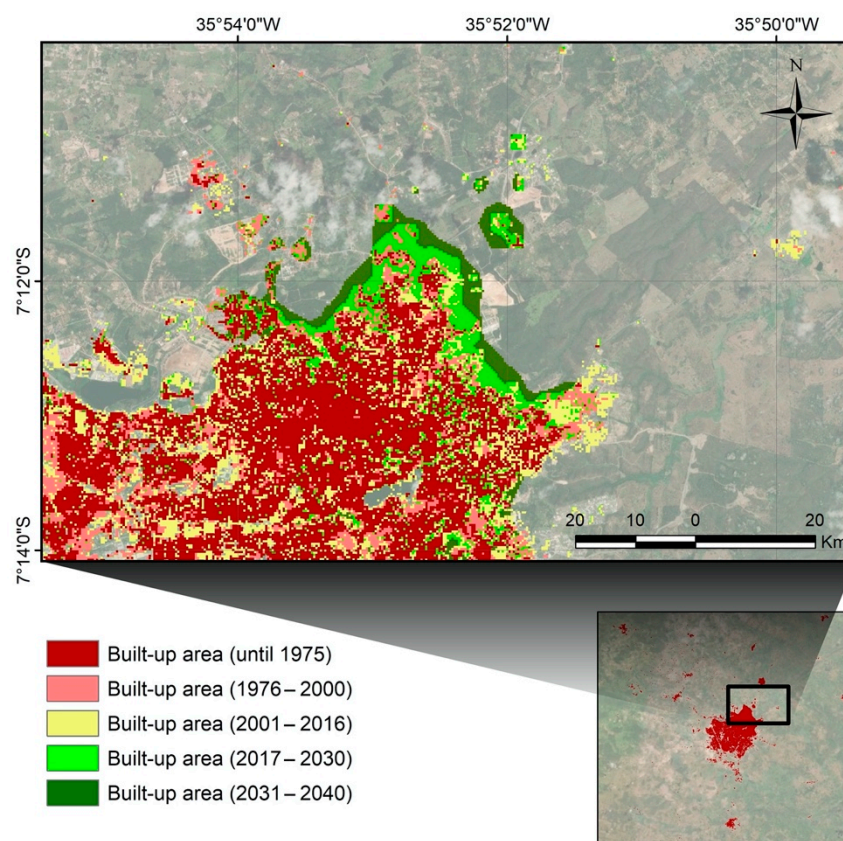 35°54'0"W 35°52'0"W 35°50'0"W
N
7°12'0"S
7°14'0"S
20 10 0 20
Km
Built-up area (until 1975)
Built-up area (1976–2000)
Built-up area (2001–2016)
Built-up area (2017–2030)
Built-up area (2031–2040)